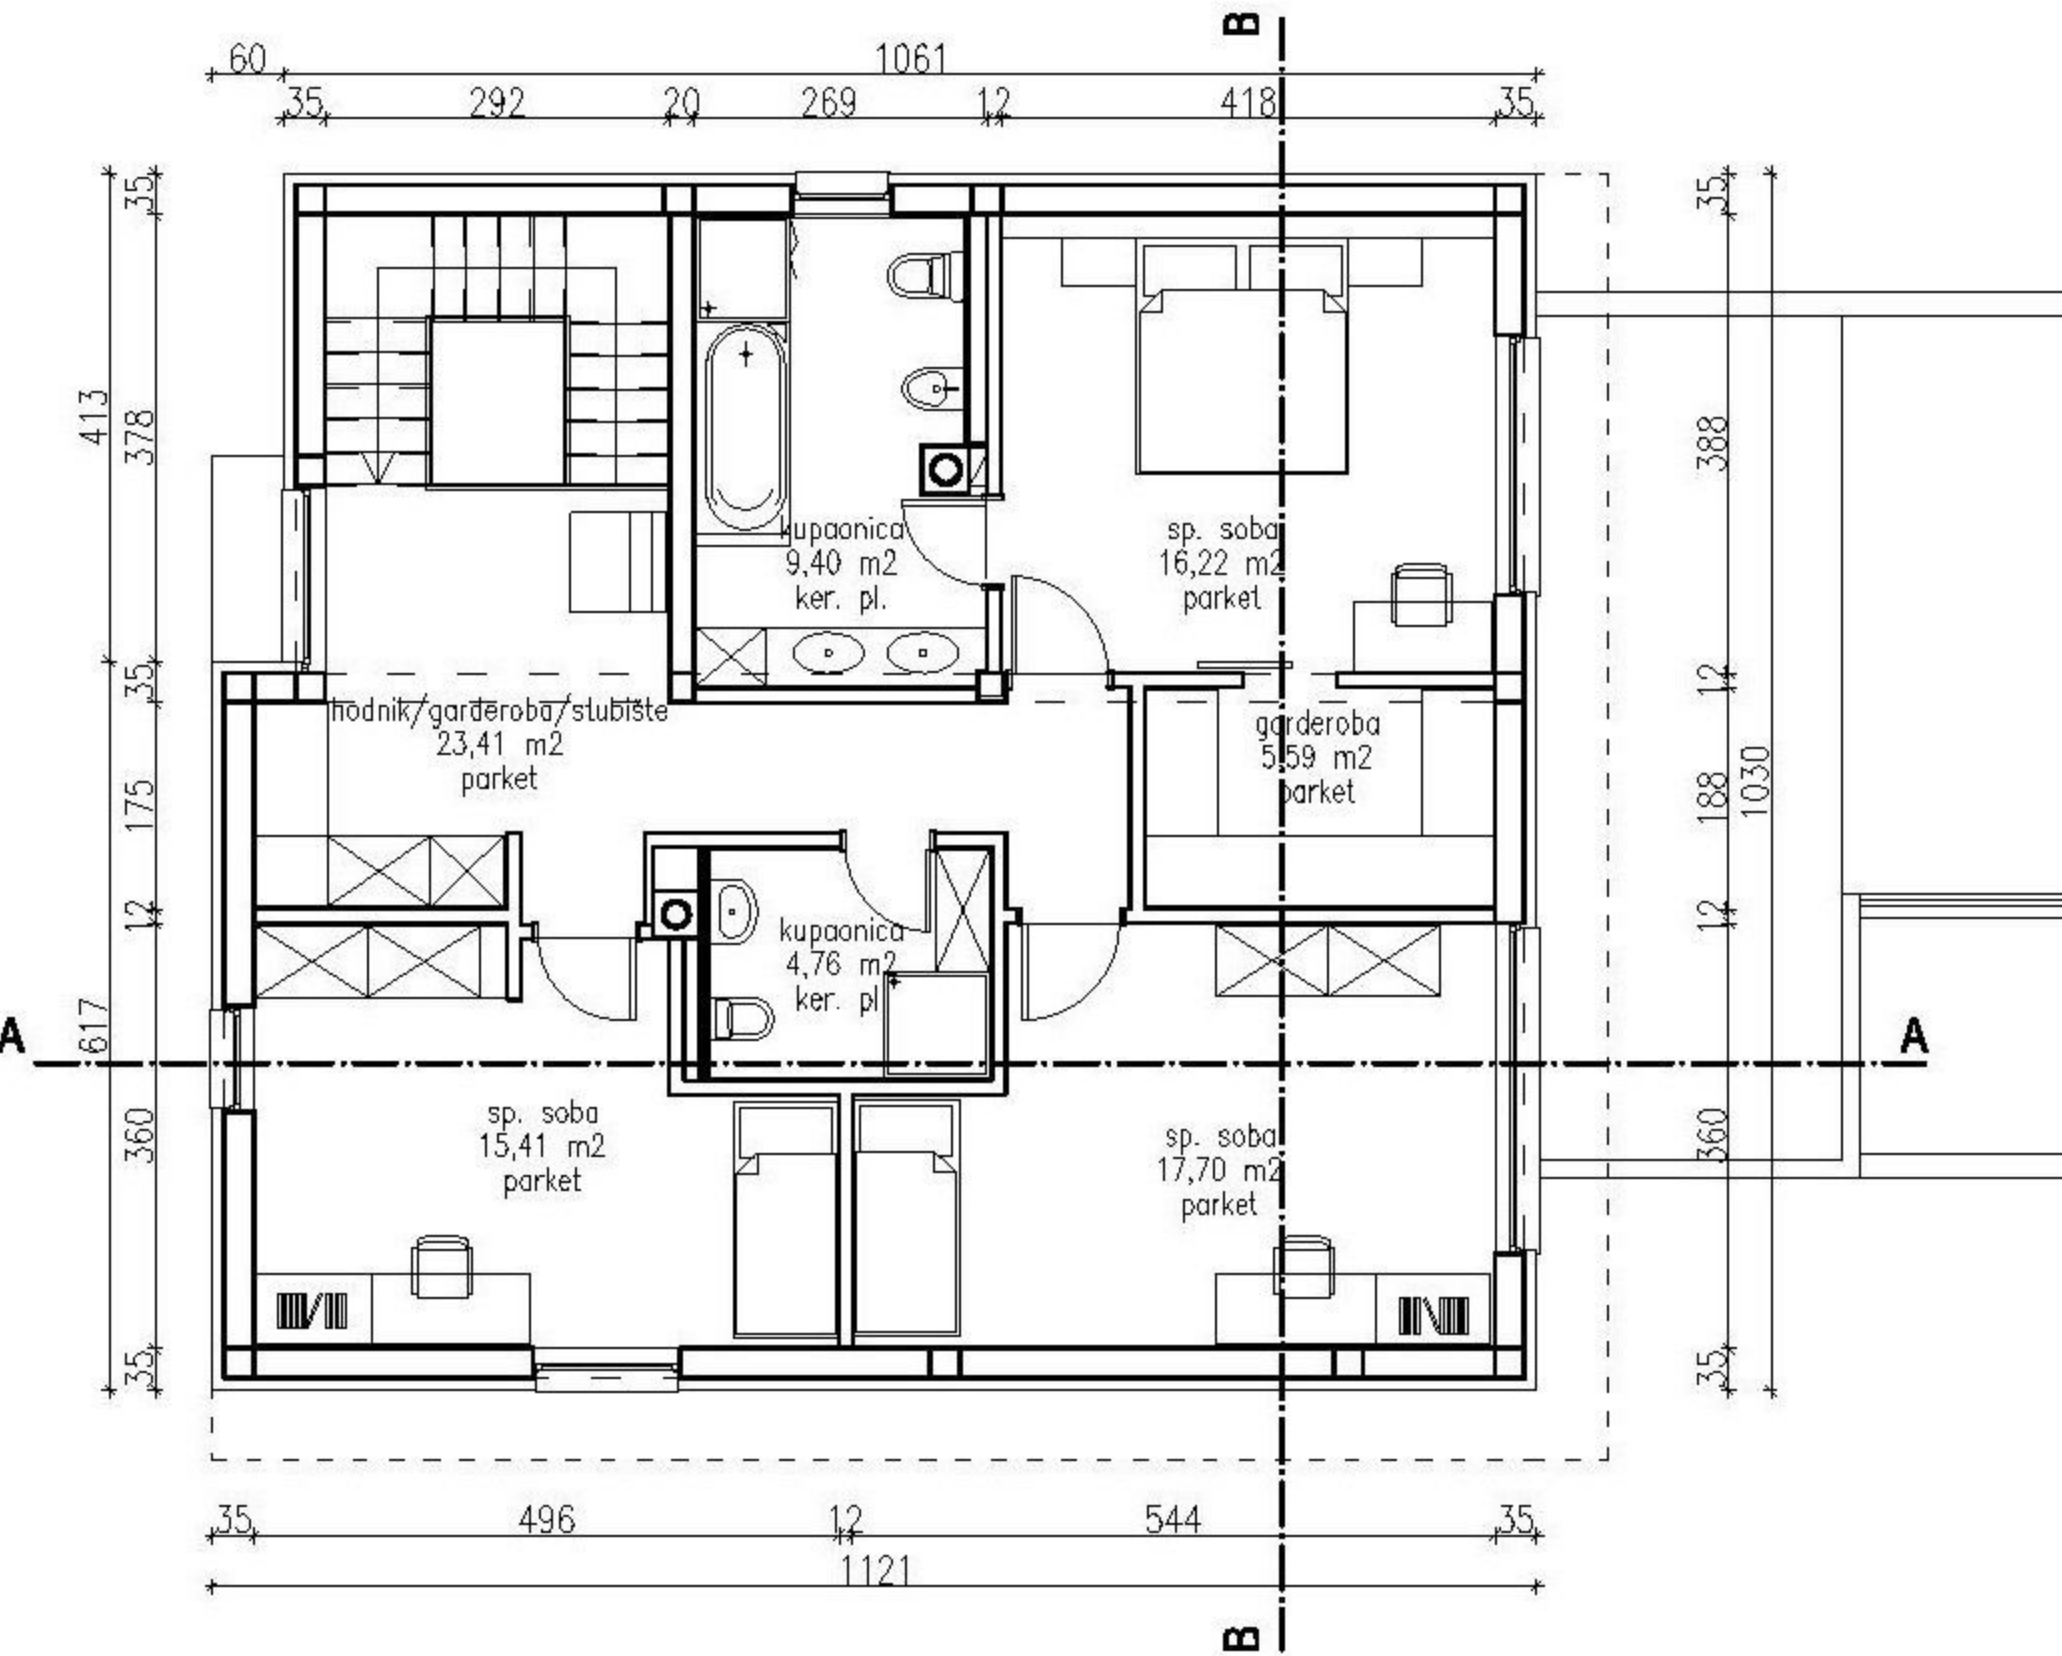 B
60 1061
35 292 20 269 12 418 35
35 378 35 175 12 360 35
413 617
35 388 12 188 12 360 35
1030
kupaonica
9,40 m2
ker. pl.
sp. soba
16,22 m2
parket
hodnik/garderoba/stubište
23,41 m2
parket
garderoba
5,59 m2
parket
kupaonica
4,76 m2
ker. pl
A A
sp. soba
15,41 m2
parket
sp. soba
17,70 m2
parket
35 496 12 544 35
1121
B